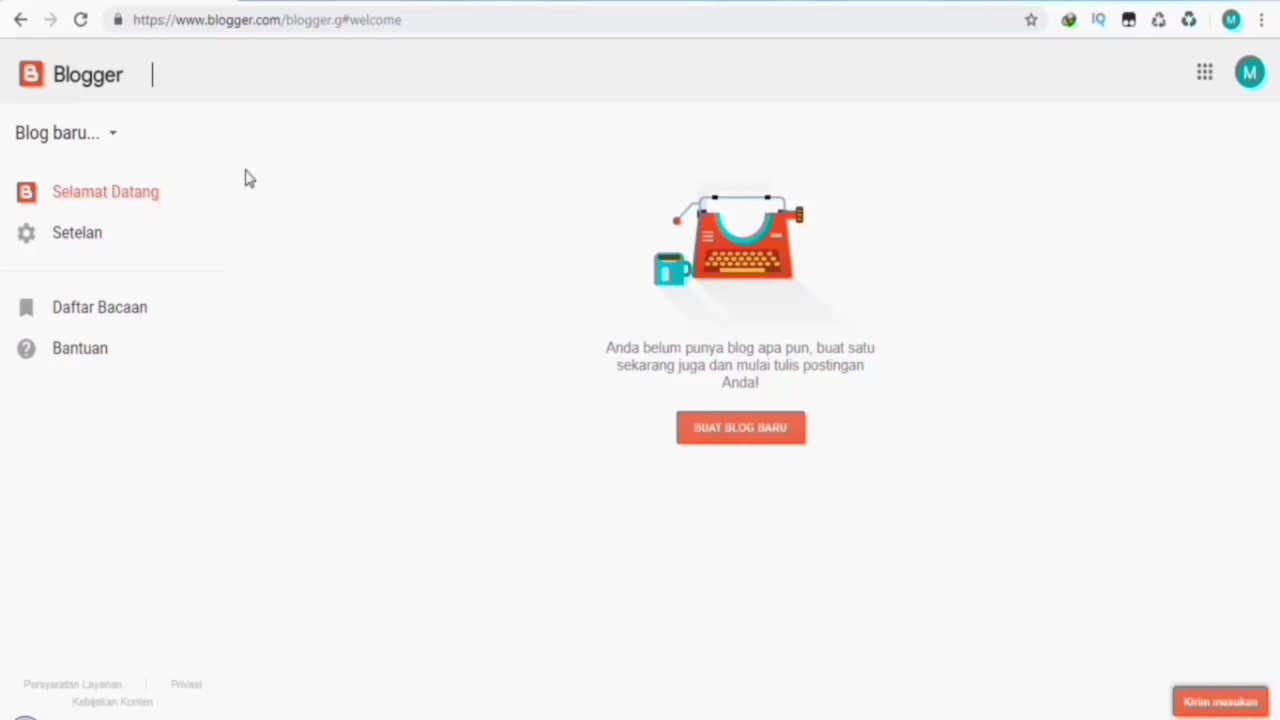 https://www.blogger.com/blogger.g#welcome
IQ
M
Blogger
M
Blog baru...
Selamat Datang
Setelan
Daftar Bacaan
Bantuan
Anda belum punya blog apa pun, buat satu
sekarang juga dan mulai tulis postingan
Anda!
BUAT BLOG BARU
Persyaratan Layanan
Privasi
Kebijakan Konten
Kirim masukan